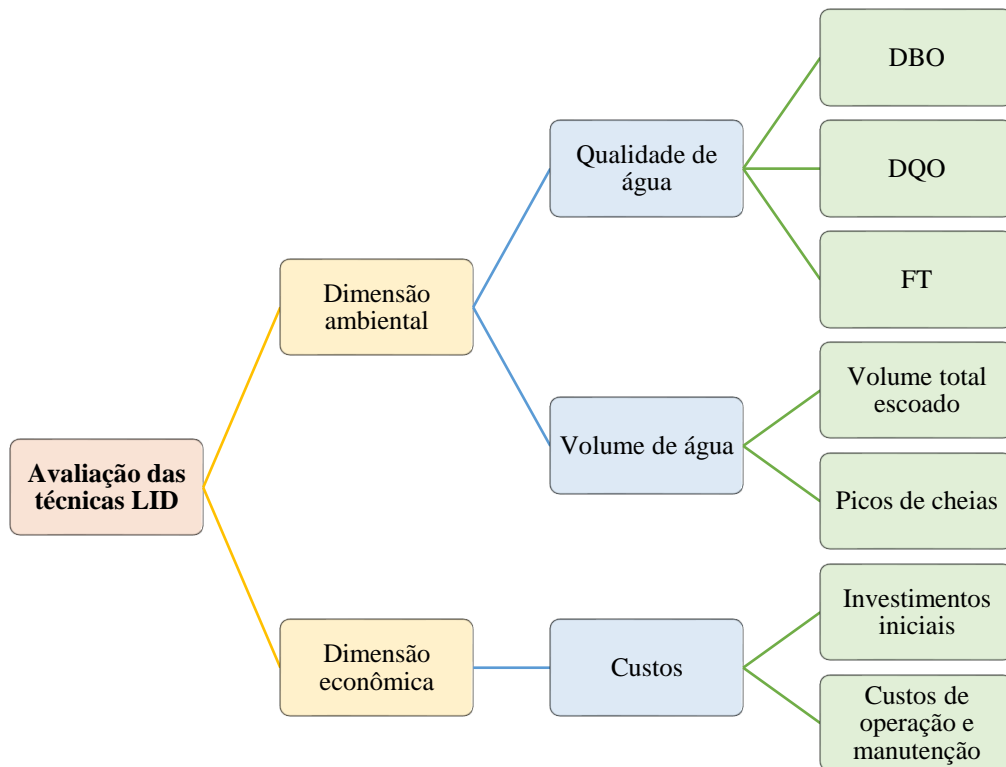 Avaliação das
técnicas LID
Dimensão
ambiental
Qualidade de
água
DBO
DQO
FT
Volume de água
Volume total
escoado
Picos de cheias
Dimensão
econômica
Custos
Investimentos
iniciais
Custos de
operação e
manutenção